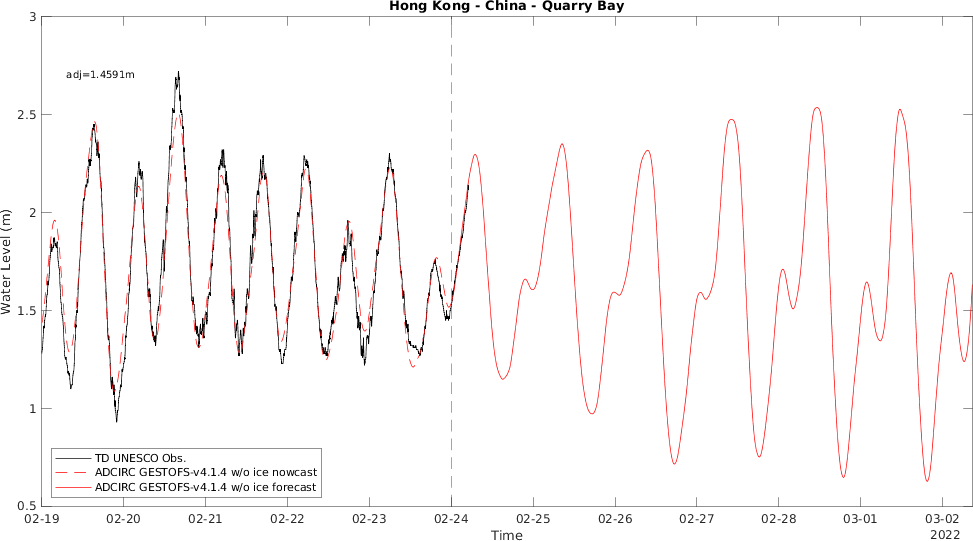 Hong Kong - China - Quarry Bay
3
adj=1.4591m
2.5
2
Water Level (m)
1.5
1
TD UNESCO Obs.
ADCIRC GESTOFS-v4.1.4 w/o ice nowcast
ADCIRC GESTOFS-v4.1.4 w/o ice forecast
0.5
02-19 02-20 02-21 02-22 02-23 02-24 02-25 02-26 02-27 02-28 03-01 03-02
Time 2022